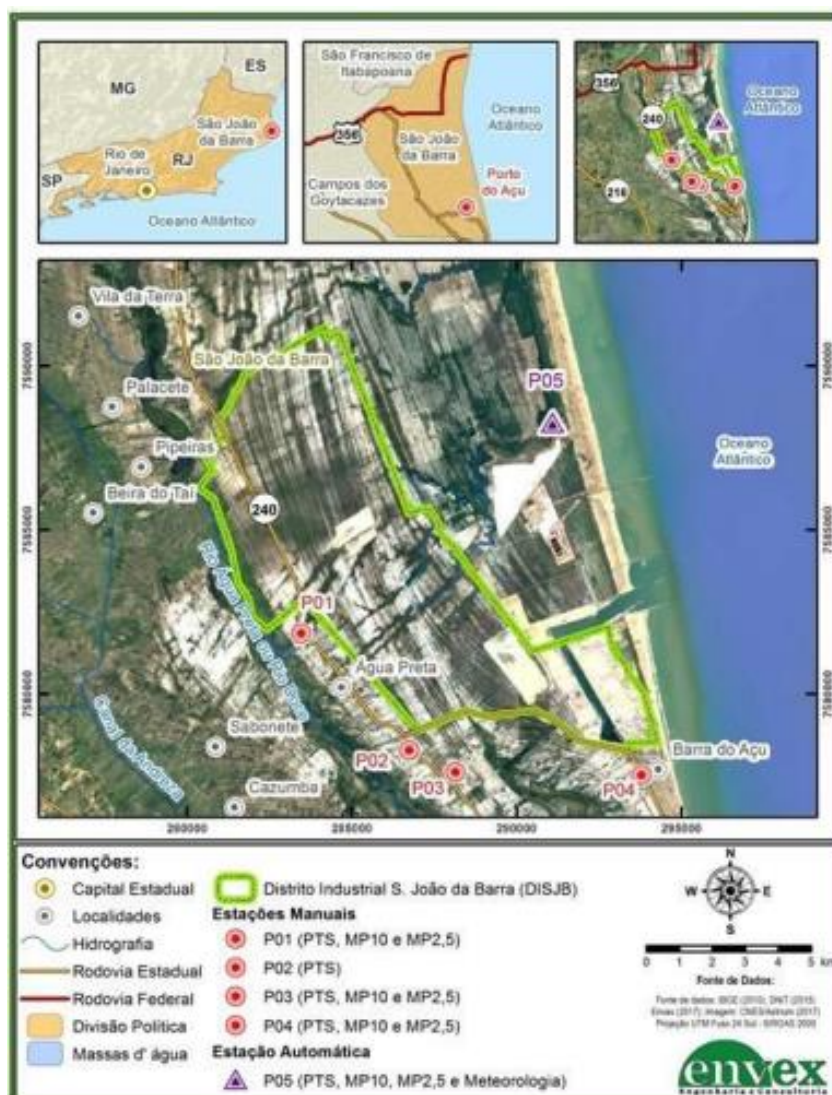 MG
ES
São João
da Barra
Rio de
Janeiro
RJ
SP
Oceano Atlântico
São Francisco de
Itabapoana
356
São João
da Barra
Oceano
Atlântico
Campos dos
Goytacazes
Porto
do Açu
356
240
216
Oceano
Atlântico
Vila da Terra
São João da Barra
Palacete
P05
Pipeiras
Beira do Taí
240
Oceano
Atlântico
P01
Água Preta
Canal do Andreza
Sabonete
P02
Cazumba
P03
P04
Barra do Açu
7590000
7585000
7580000
280000
285000
290000
295000
Convenções:
Capital Estadual
Localidades
Hidrografia
Rodovia Estadual
Rodovia Federal
Divisão Política
Massas d' água
Distrito Industrial S. João da Barra (DISJB)
Estações Manuais
P01 (PTS, MP10 e MP2,5)
P02 (PTS)
P03 (PTS, MP10 e MP2,5)
P04 (PTS, MP10 e MP2,5)
Estação Automática
P05 (PTS, MP10, MP2,5 e Meteorologia)
N
W E
S
0 1 2 3 4 5 km
Fonte de Dados:
envex
Engenharia e Consultoria